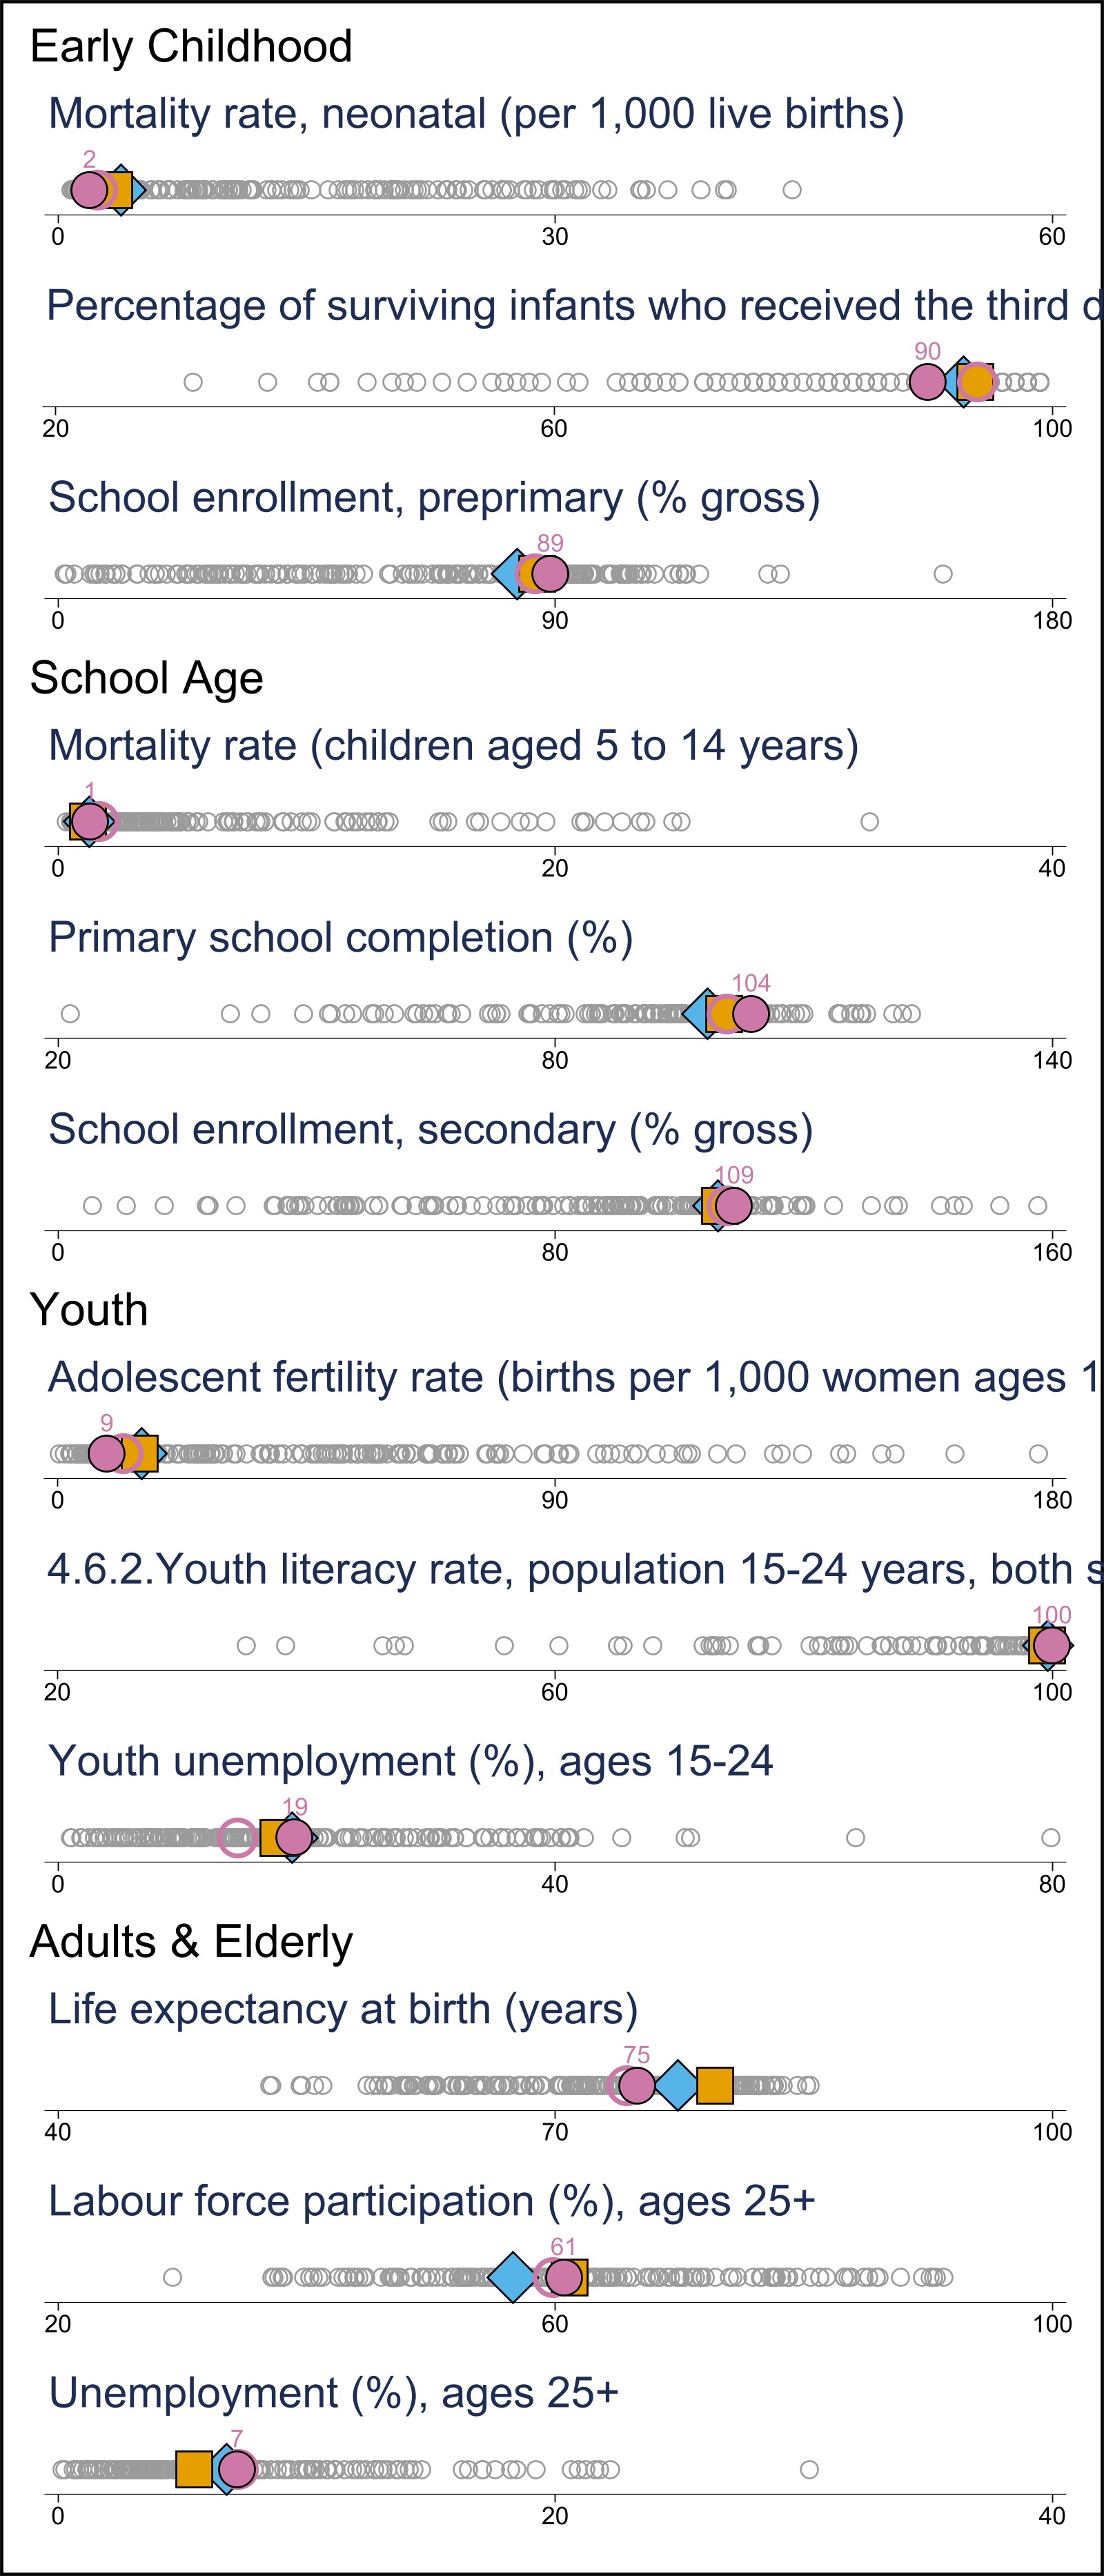 Early Childhood
Mortality rate, neonatal (per 1,000 live births)
2
0 30 60
Percentage of surviving infants who received the third d
90
20 60 100
School enrollment, preprimary (% gross)
89
0 90 180
School Age
Mortality rate (children aged 5 to 14 years)
1
0 20 40
Primary school completion (%)
104
20 80 140
School enrollment, secondary (% gross)
109
0 80 160
Youth
Adolescent fertility rate (births per 1,000 women ages 1
9
0 90 180
4.6.2.Youth literacy rate, population 15-24 years, both s
100
20 60 100
Youth unemployment (%), ages 15-24
19
0 40 80
Adults & Elderly
Life expectancy at birth (years)
75
40 70 100
Labour force participation (%), ages 25+
61
20 60 100
Unemployment (%), ages 25+
7
0 20 40